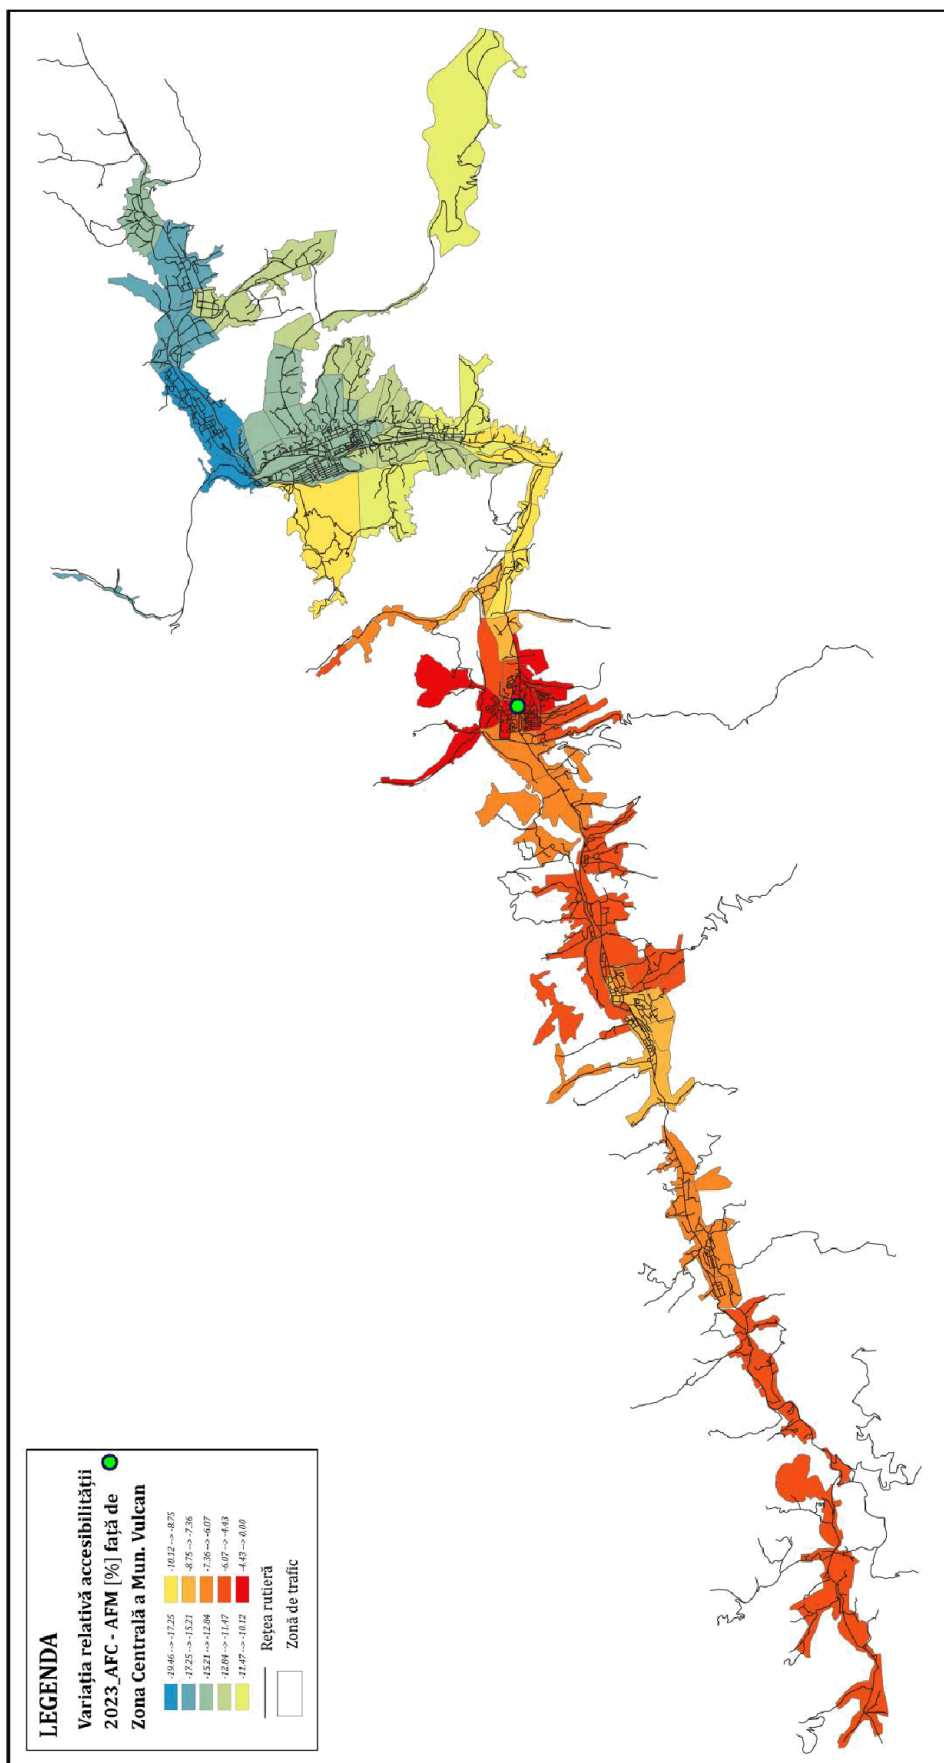 LEGENDA
Variația relativă accesibilității
2023_AFC - AFM [%] față de
Zona Centrală a Mun. Vulcan
-19.46 --> -17.25
-17.25 --> -15.21
-15.21 --> -12.84
-12.84 --> -11.47
-11.47 --> -10.12
-10.12 --> -8.75
-8.75 --> -7.36
-7.36 --> -6.07
-6.07 --> -4.43
-4.43 --> 0.00
Rețea rutieră
Zonă de trafic